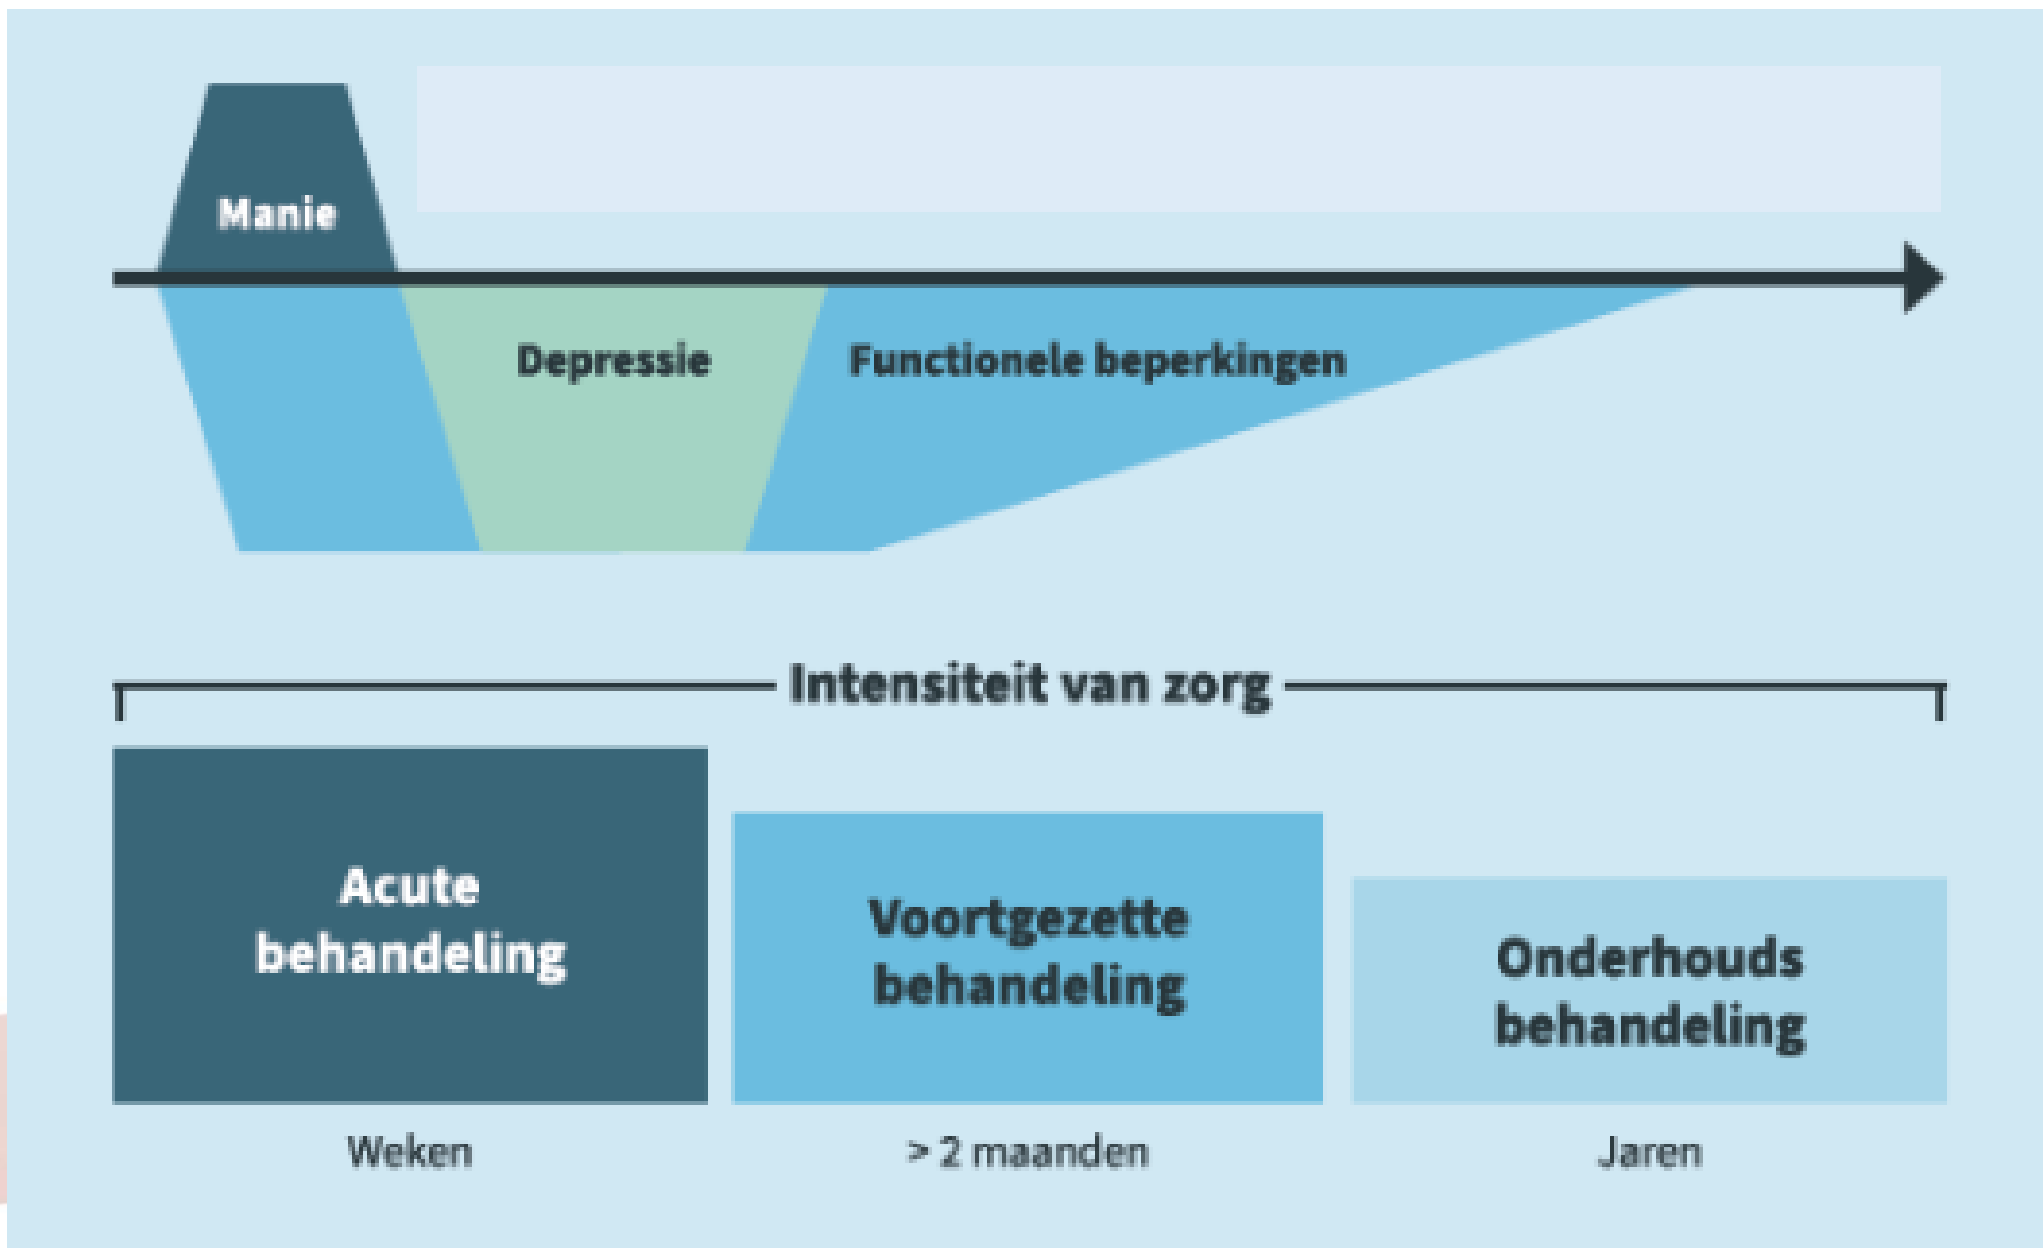 Manie
Depressie
Functionele beperkingen
Intensiteit van zorg
Acute
behandeling
Voortgezette
behandeling
Onderhouds
behandeling
Weken
> 2 maanden
Jaren